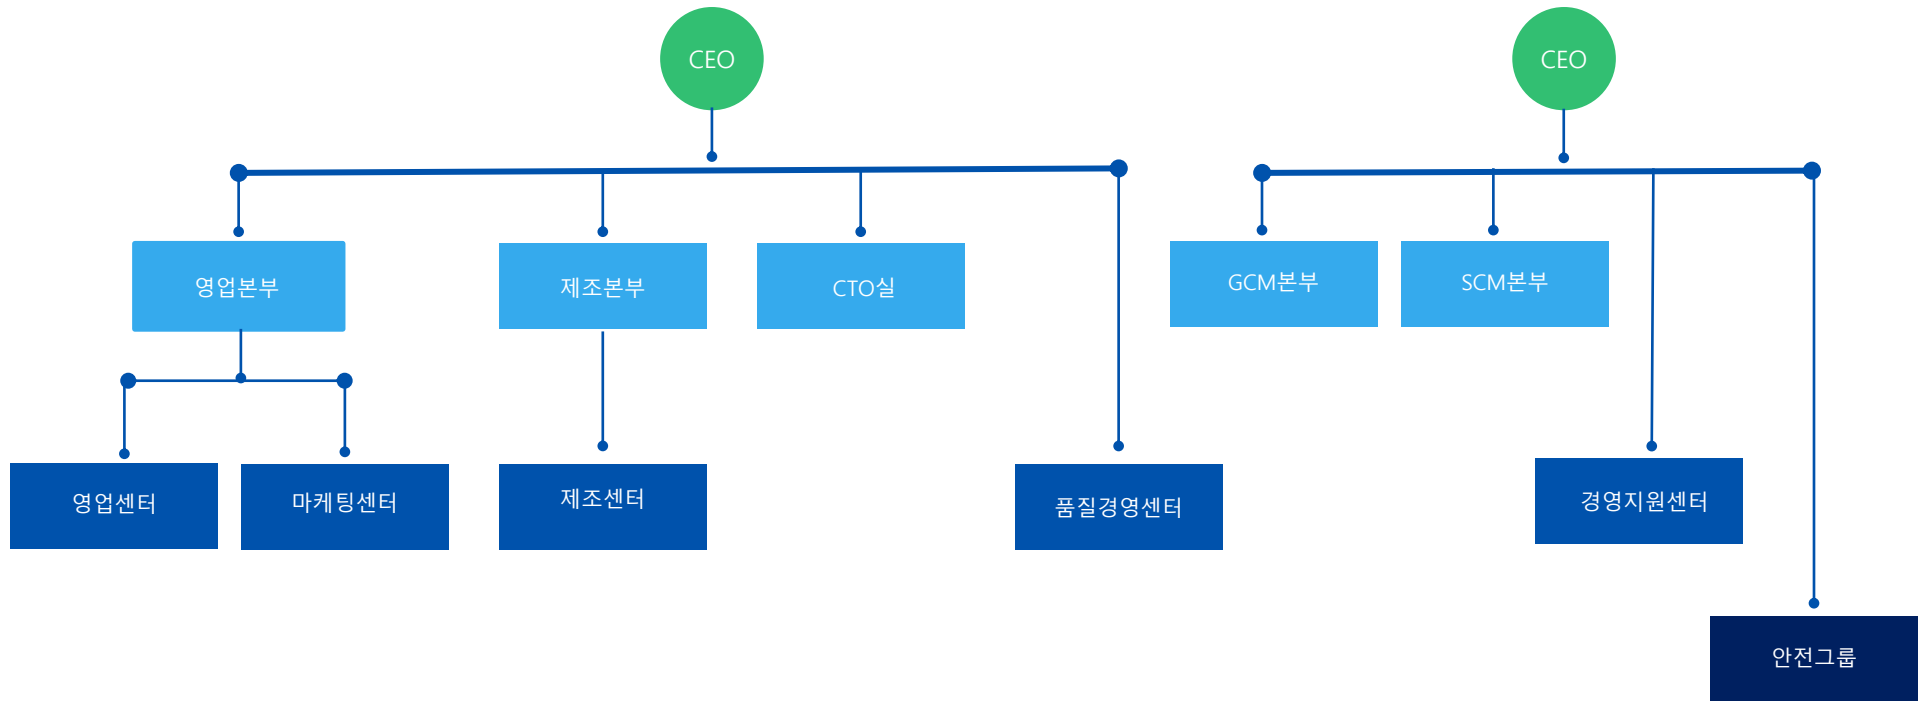 CEO
CEO
영업본부
제조본부
CTO실
GCM본부
SCM본부
영업센터
마케팅센터
제조센터
품질경영센터
경영지원센터
안전그룹